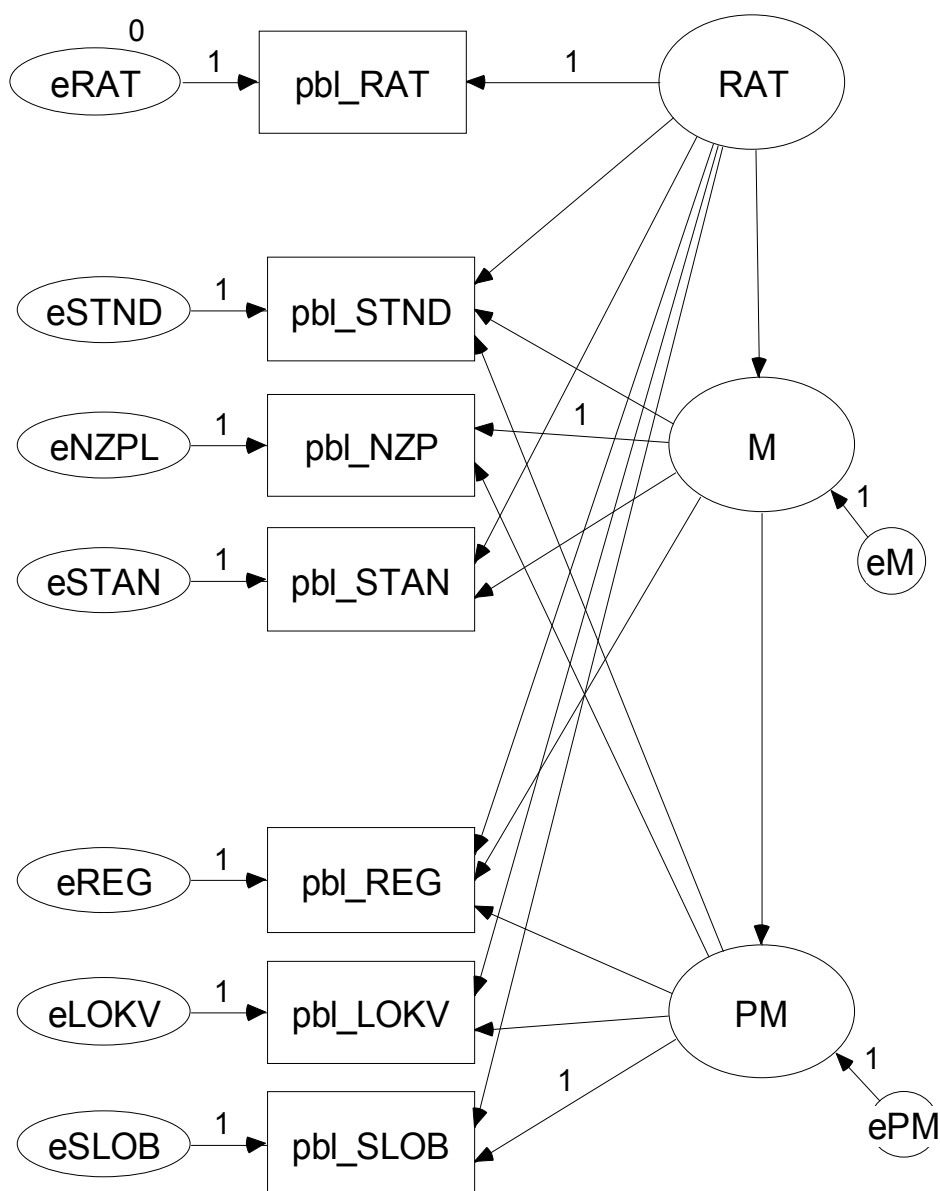 0
eRAT 1 pbl_RAT 1 RAT
eSTND 1 pbl_STND
eNZPL 1 pbl_NZP 1 M
eSTAN 1 pbl_STAN 1 eM
eREG 1 pbl_REG
eLOKV 1 pbl_LOKV PM
eSLOB 1 pbl_SLOB 1 1 ePM